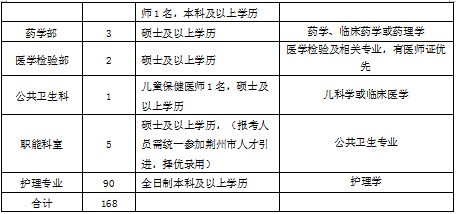 师 1 名，本科及以上学历
药学部 3 硕士及以上学历 药学、临床药学或药理学
医学检验部 2 硕士及以上学历 医学检验及相关专业，有医师证优
先
公共卫生科 1 儿童保健医师 1 名，硕士及
以上学历 儿科学或临床医学
职能科室 5 硕士及以上学历，（报考人
员需统一参加荆州市人才引
进，择优录用） 公共卫生专业
护理专业 90 全日制本科及以上学历 护理学
合计 168